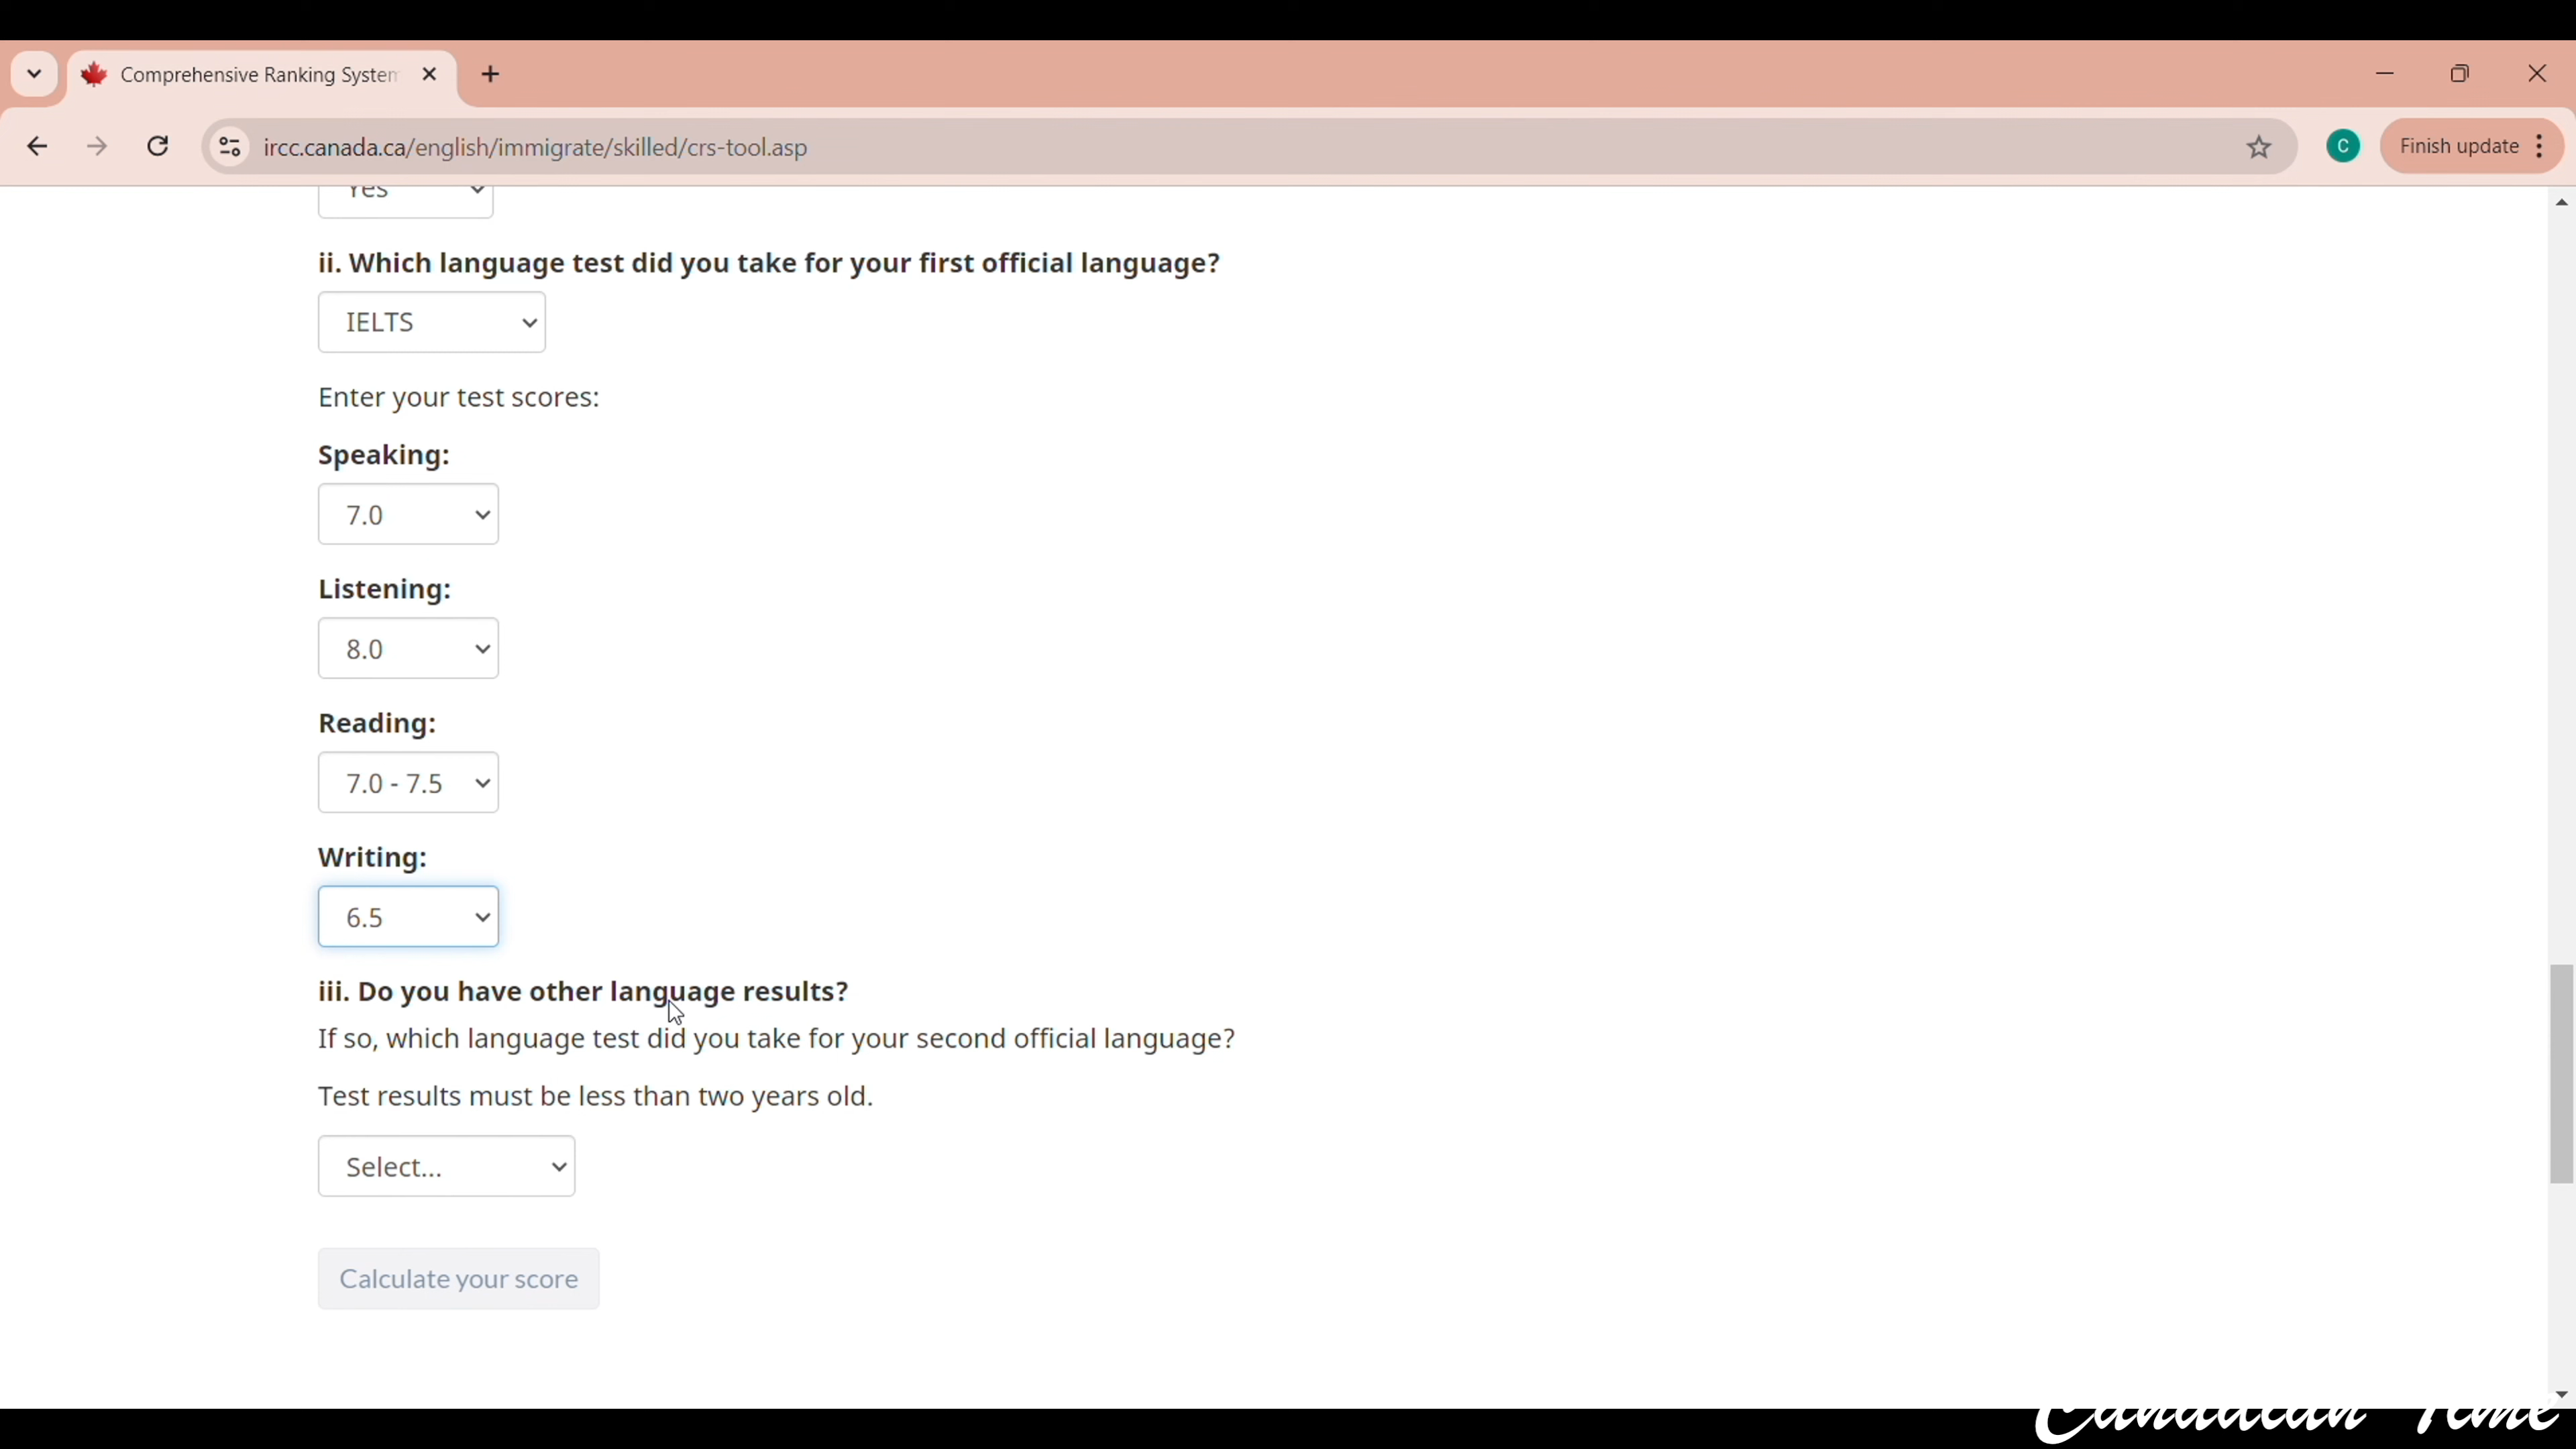 Comprehensive Ranking System
ircc.canada.ca/english/immigrate/skilled/crs-tool.asp
C
Finish update
Yes
ii. Which language test did you take for your first official language?
IELTS
Enter your test scores:
Speaking:
7.0
Listening:
8.0
Reading:
7.0 - 7.5
Writing:
6.5
iii. Do you have other language results?
If so, which language test did you take for your second official language?
Test results must be less than two years old.
Select...
Calculate your score
Canadian Time